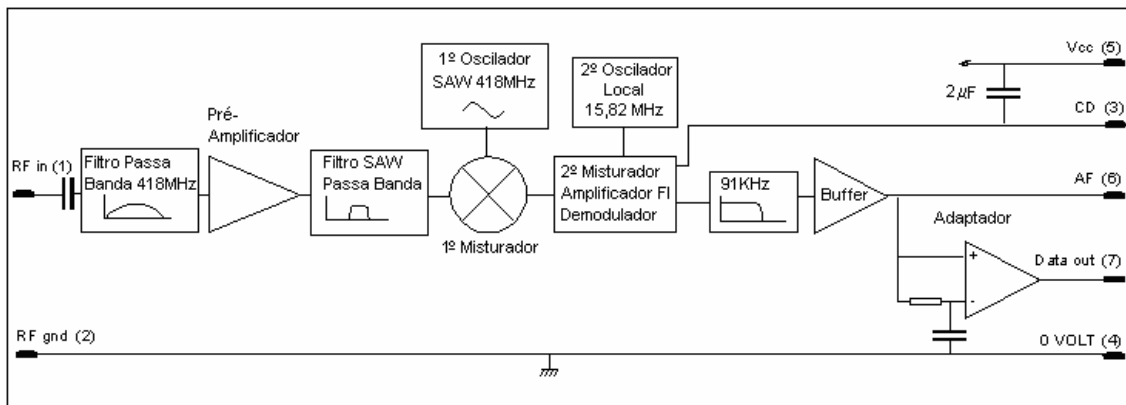 1º Oscilador
SAW 418MHz
2º Oscilador
Local
15,82 MHz
Vcc (5)
2µF
CD (3)
Pré-
Amplificador
RF in (1)
Filtro Passa
Banda 418MHz
Filtro SAW
Passa Banda
1º Misturador
2º Misturador
Amplificador FI
Demodulador
91KHz
Buffer
AF (6)
Adaptador
+
-
Data out (7)
RF gnd (2)
0 VOLT (4)